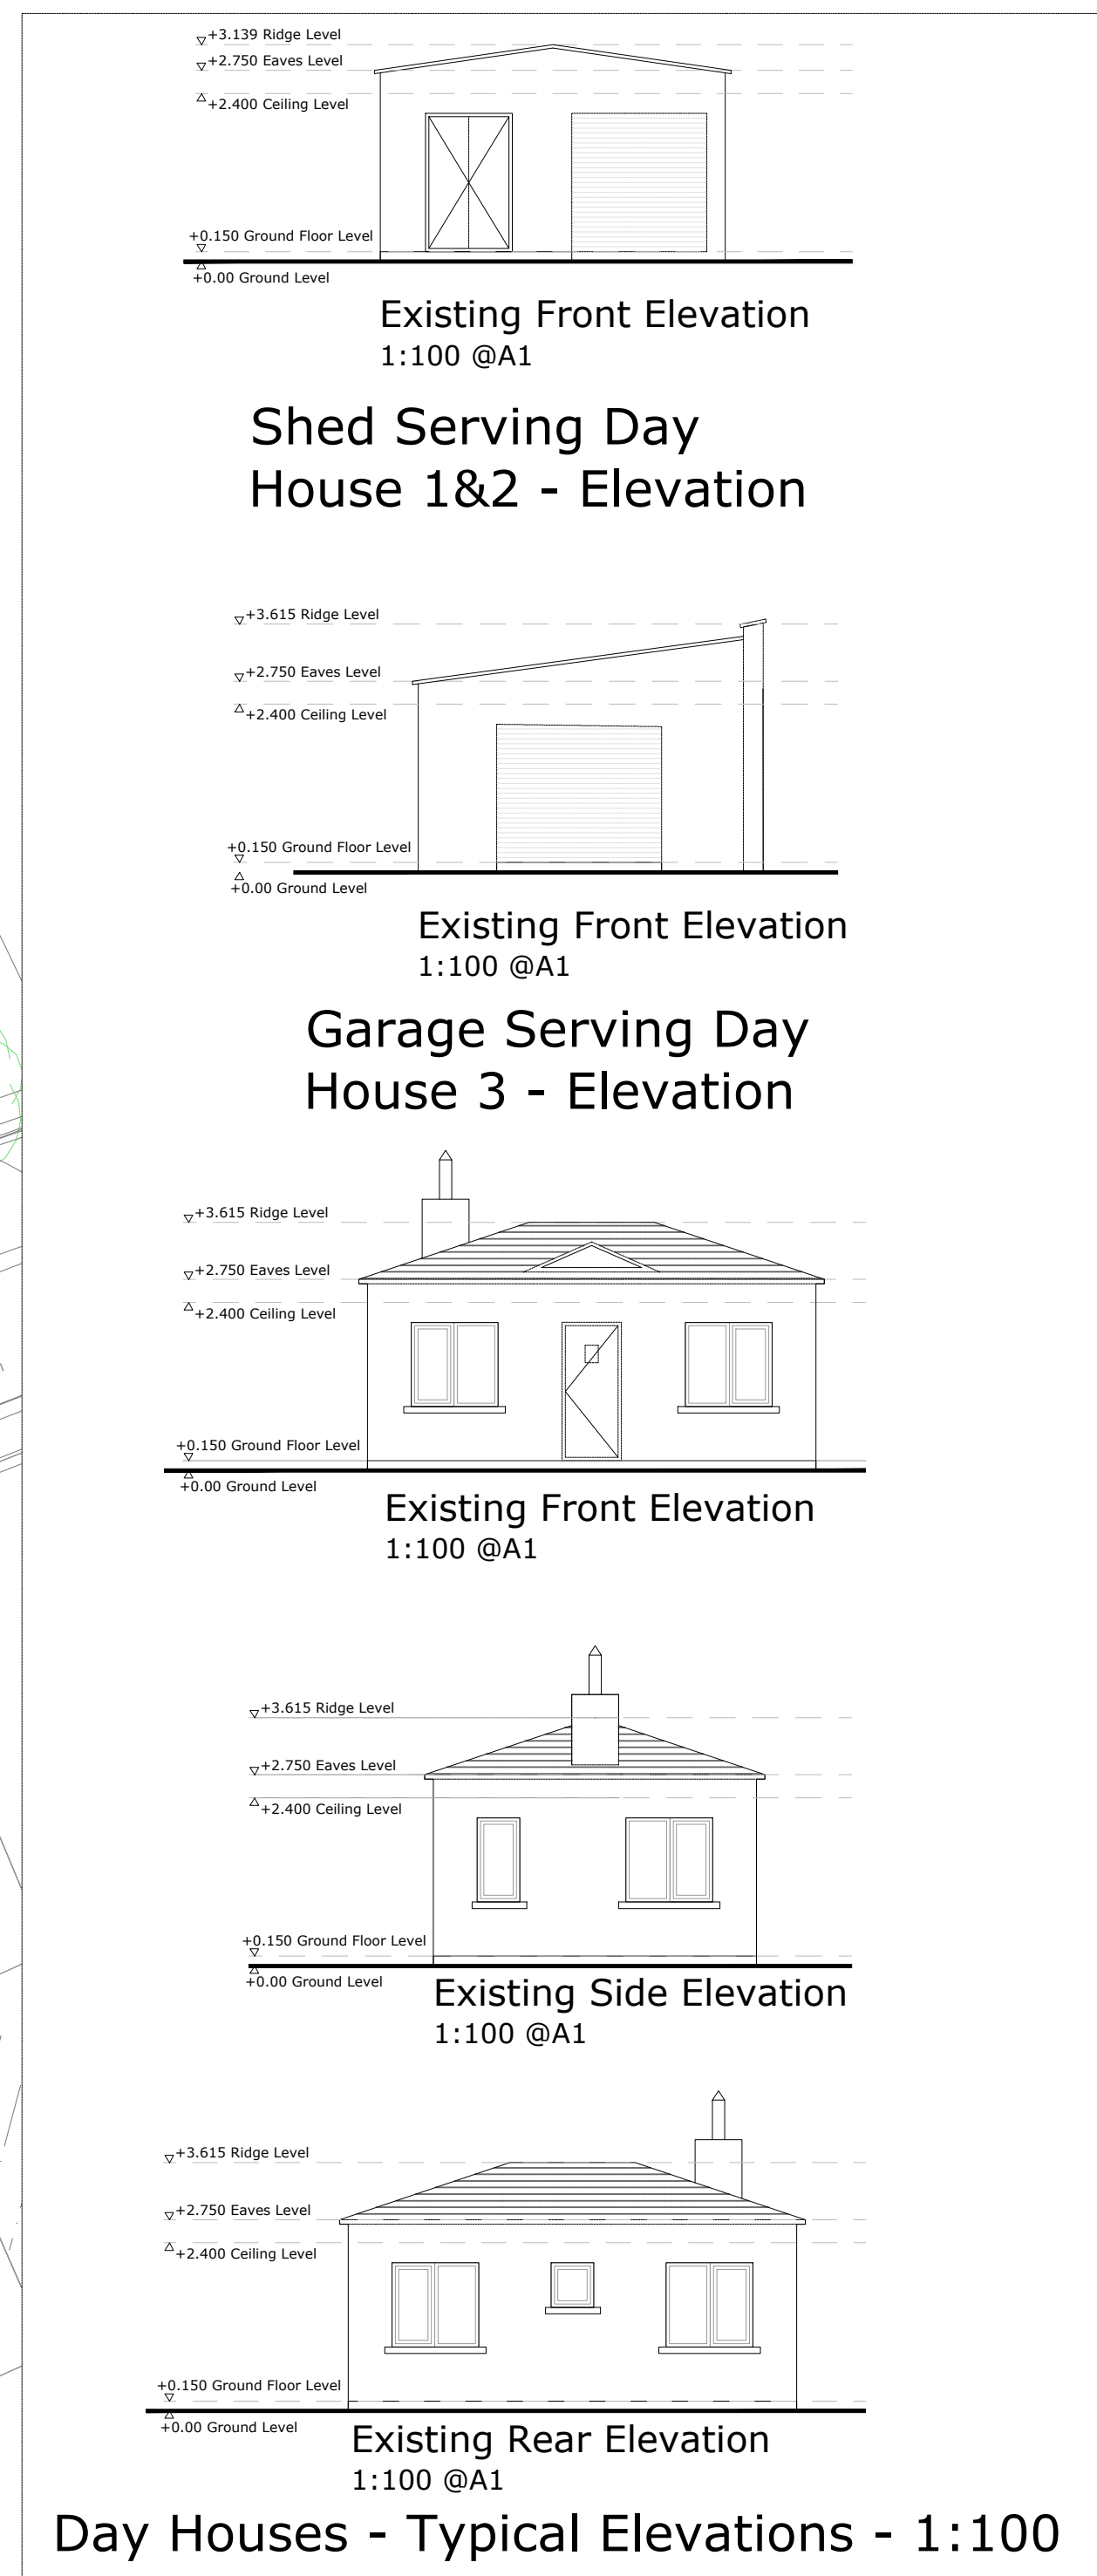 +3.139 Ridge Level
+2.750 Eaves Level
+2.400 Ceiling Level
+0.150 Ground Floor Level
+0.00 Ground Level
Existing Front Elevation
1:100 @A1
Shed Serving Day
House 1&2 - Elevation
+3.615 Ridge Level
+2.750 Eaves Level
+2.400 Ceiling Level
+0.150 Ground Floor Level
+0.00 Ground Level
Existing Front Elevation
1:100 @A1
Garage Serving Day
House 3 - Elevation
+3.615 Ridge Level
+2.750 Eaves Level
+2.400 Ceiling Level
+0.150 Ground Floor Level
+0.00 Ground Level
Existing Front Elevation
1:100 @A1
+3.615 Ridge Level
+2.750 Eaves Level
+2.400 Ceiling Level
+0.150 Ground Floor Level
+0.00 Ground Level
Existing Side Elevation
1:100 @A1
+3.615 Ridge Level
+2.750 Eaves Level
+2.400 Ceiling Level
+0.150 Ground Floor Level
+0.00 Ground Level
Existing Rear Elevation
1:100 @A1
Day Houses - Typical Elevations - 1:100